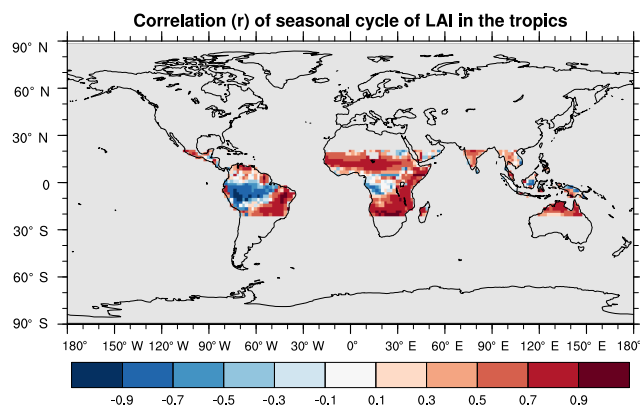 Correlation (r) of seasonal cycle of LAI in the tropics
90° N
60° N
30° N
0
30° S
60° S
90° S
180° 150° W 120° W 90° W 60° W 30° W 0° 30° E 60° E 90° E 120° E 150° E 180°
-0.9 -0.7 -0.5 -0.3 -0.1 0.1 0.3 0.5 0.7 0.9